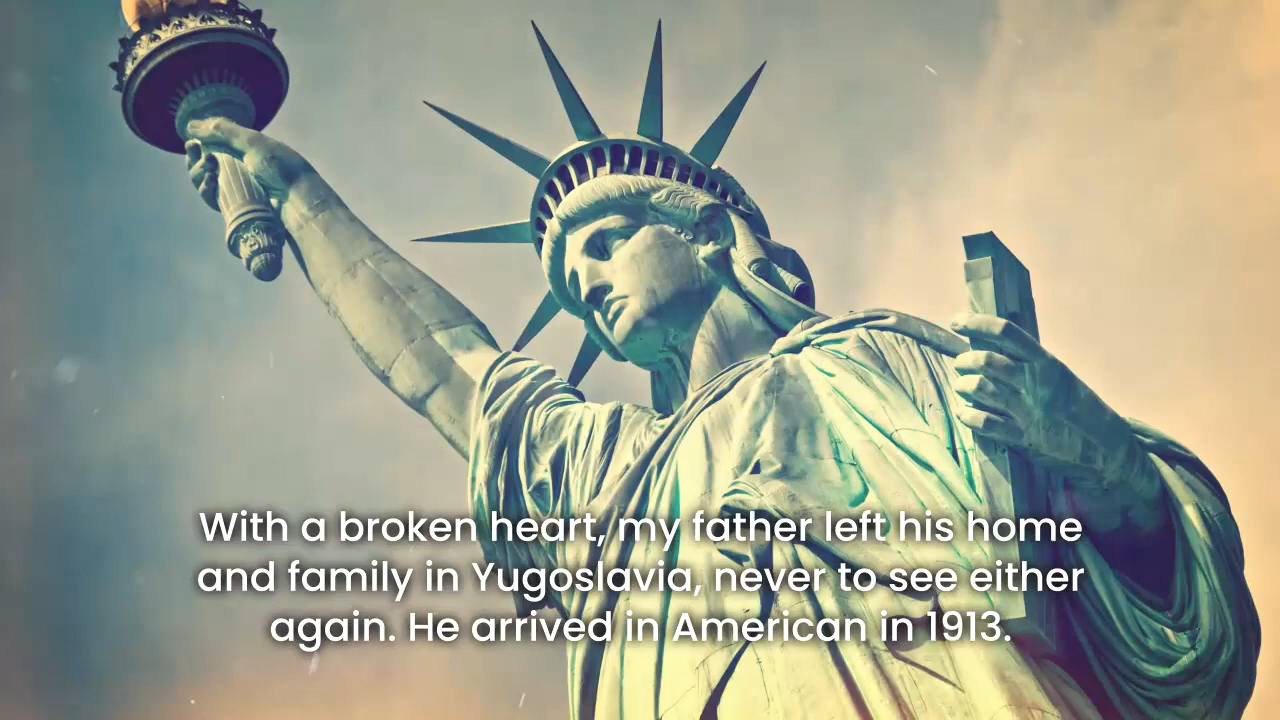 With a broken heart, my father left his home
and family in Yugoslavia, never to see either
again. He arrived in American in 1913.